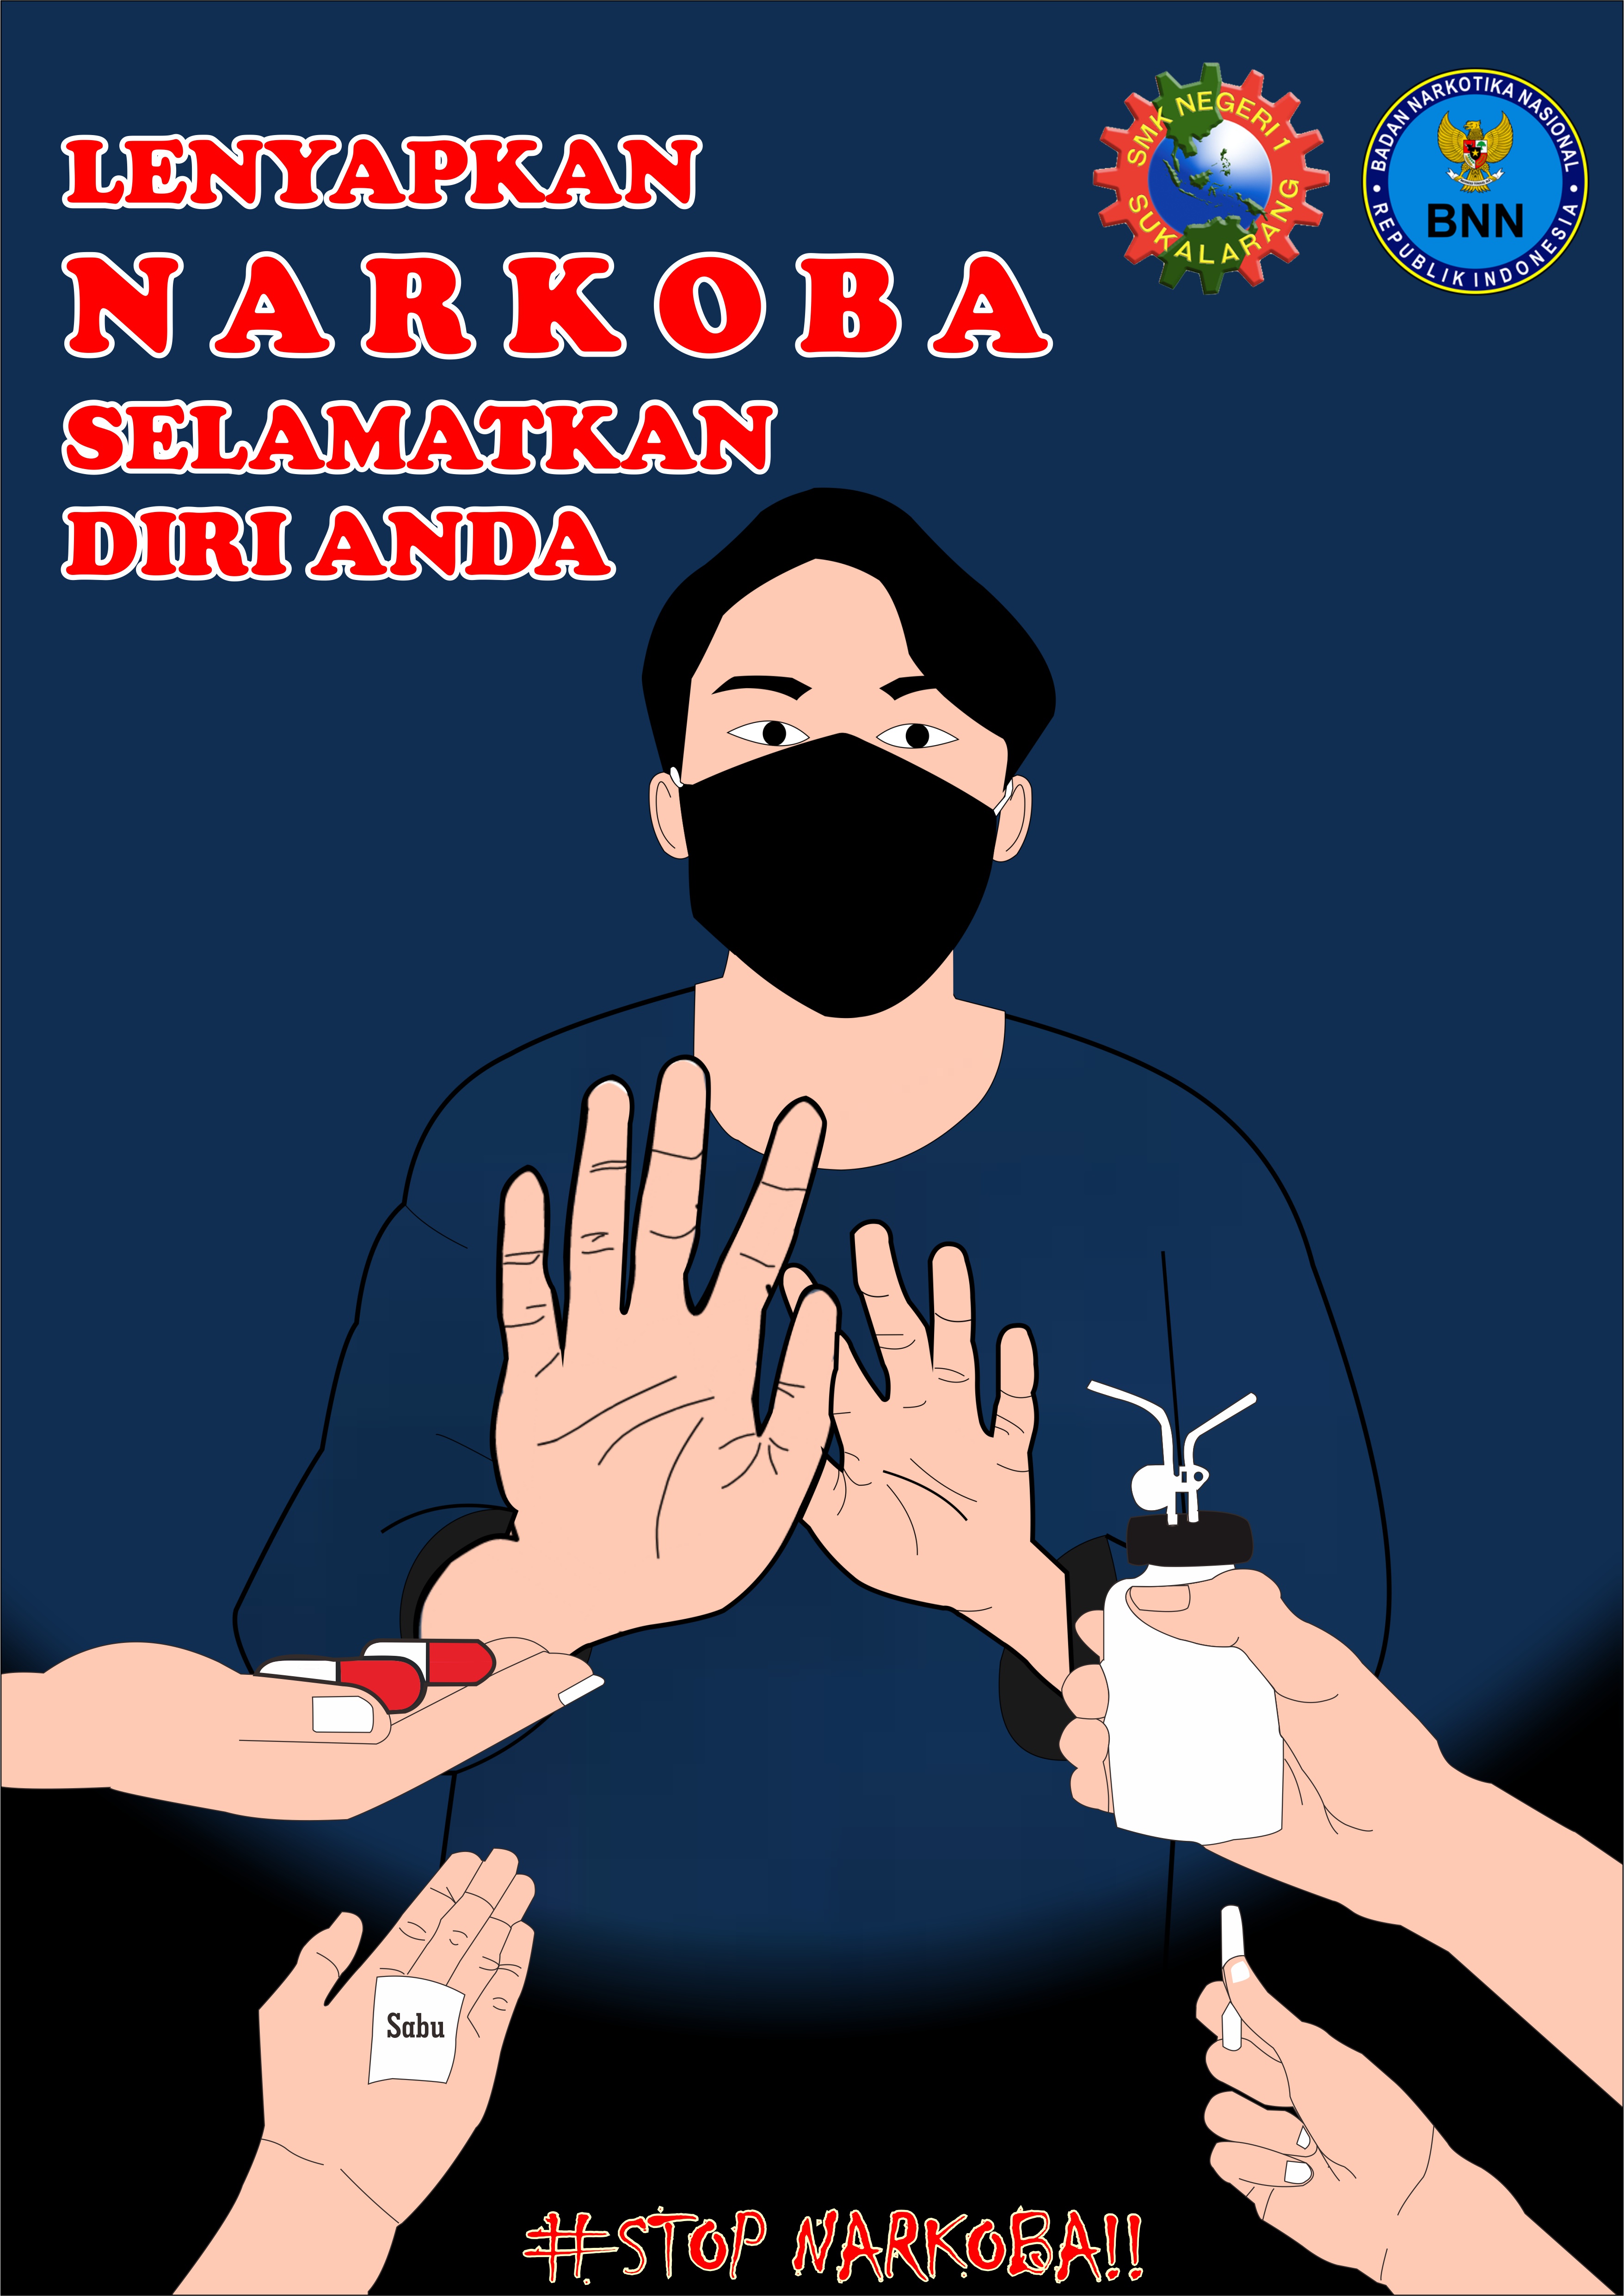 LENYAPKAN
NARKOBA
SELAMATKAN
DIRI ANDA
SMK NEGERI 1
SUKALARANG
BADAN NARKOTIKA NASIONAL
BNN
REPUBLIK INDONESIA
Sabu
#STOP NARKOBA!!